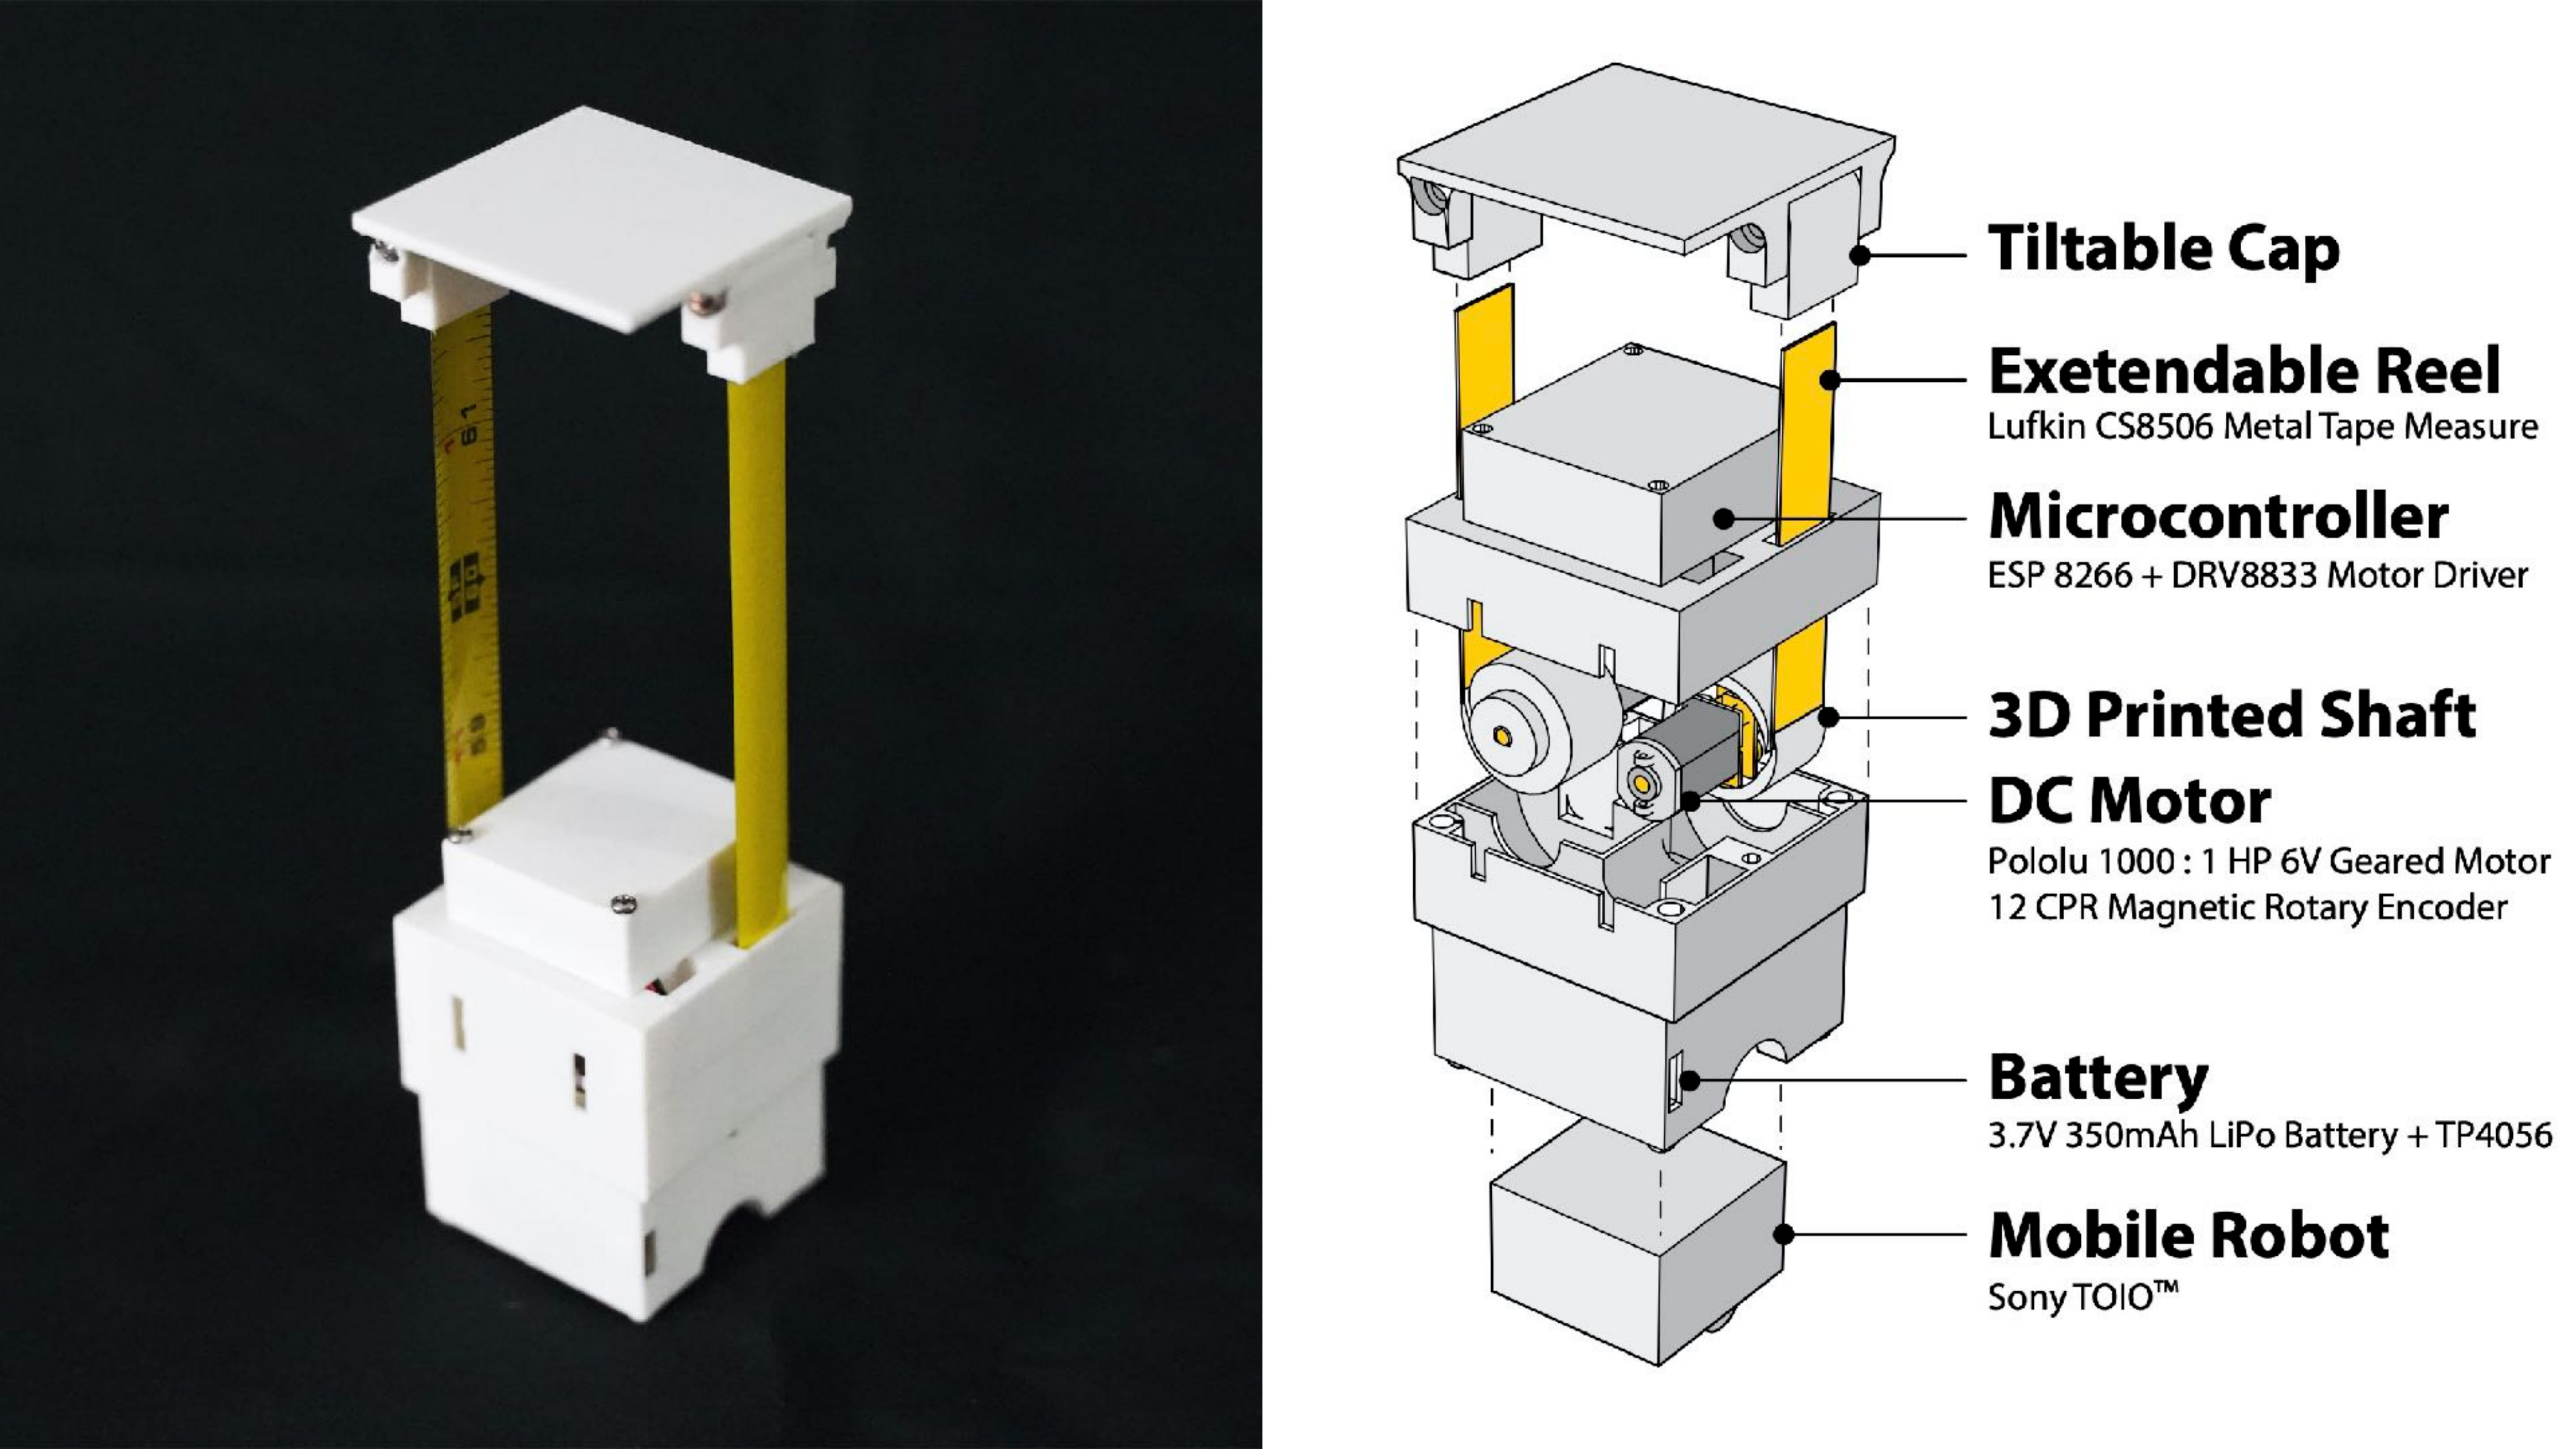 Tiltable Cap
Exetendable Reel
Lufkin CS8506 Metal Tape Measure
Microcontroller
ESP 8266 + DRV8833 Motor Driver
3D Printed Shaft
DC Motor
Pololu 1000 : 1 HP 6V Geared Motor
12 CPR Magnetic Rotary Encoder
Battery
3.7V 350mAh LiPo Battery + TP4056
Mobile Robot
Sony TOIO™